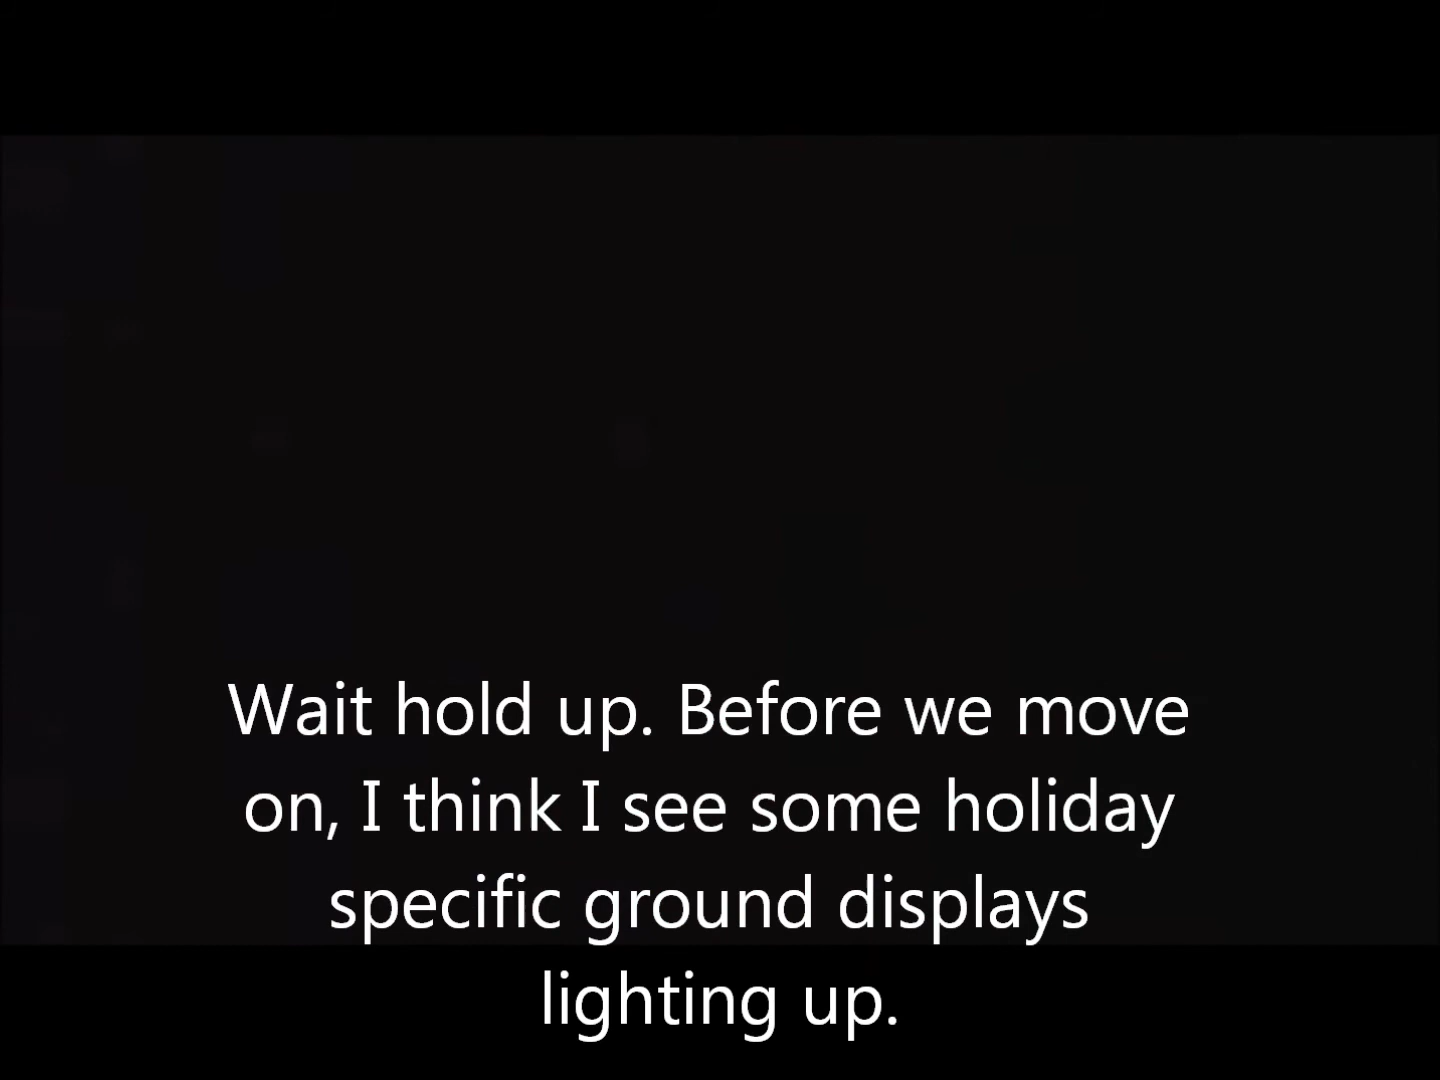 Wait hold up. Before we move
on, I think I see some holiday
specific ground displays
lighting up.